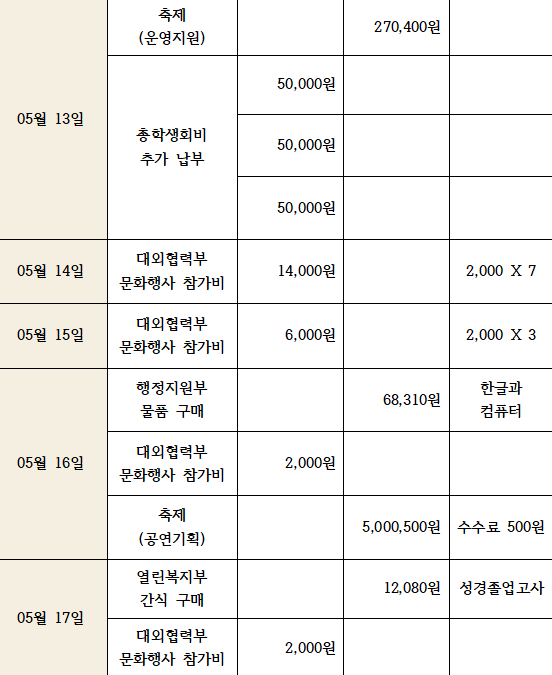 축제
(운영지원)
270,400원
05월 13일
총학생회비
추가 납부
50,000원
50,000원
50,000원
05월 14일
대외협력부
문화행사 참가비
14,000원
2,000 X 7
05월 15일
대외협력부
문화행사 참가비
6,000원
2,000 X 3
05월 16일
행정지원부
물품 구매
68,310원
한글과
컴퓨터
대외협력부
문화행사 참가비
2,000원
축제
(공연기획)
5,000,500원
수수료 500원
05월 17일
열린복지부
간식 구매
12,080원
성경졸업고사
대외협력부
문화행사 참가비
2,000원